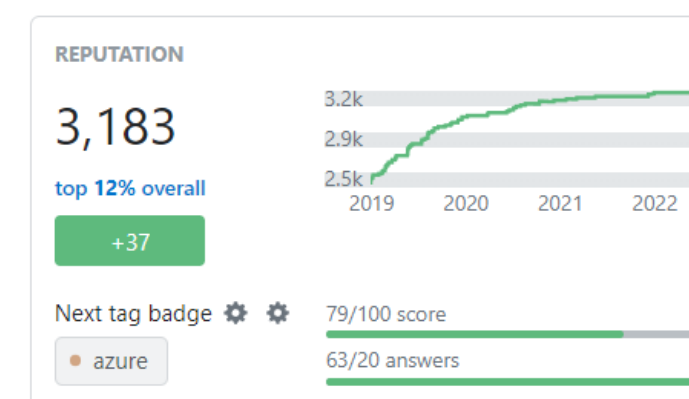 REPUTATION
3,183
top 12% overall
+37
3.2k
2.9k
2.5k
2019 2020 2021 2022
Next tag badge
azure
79/100 score
63/20 answers